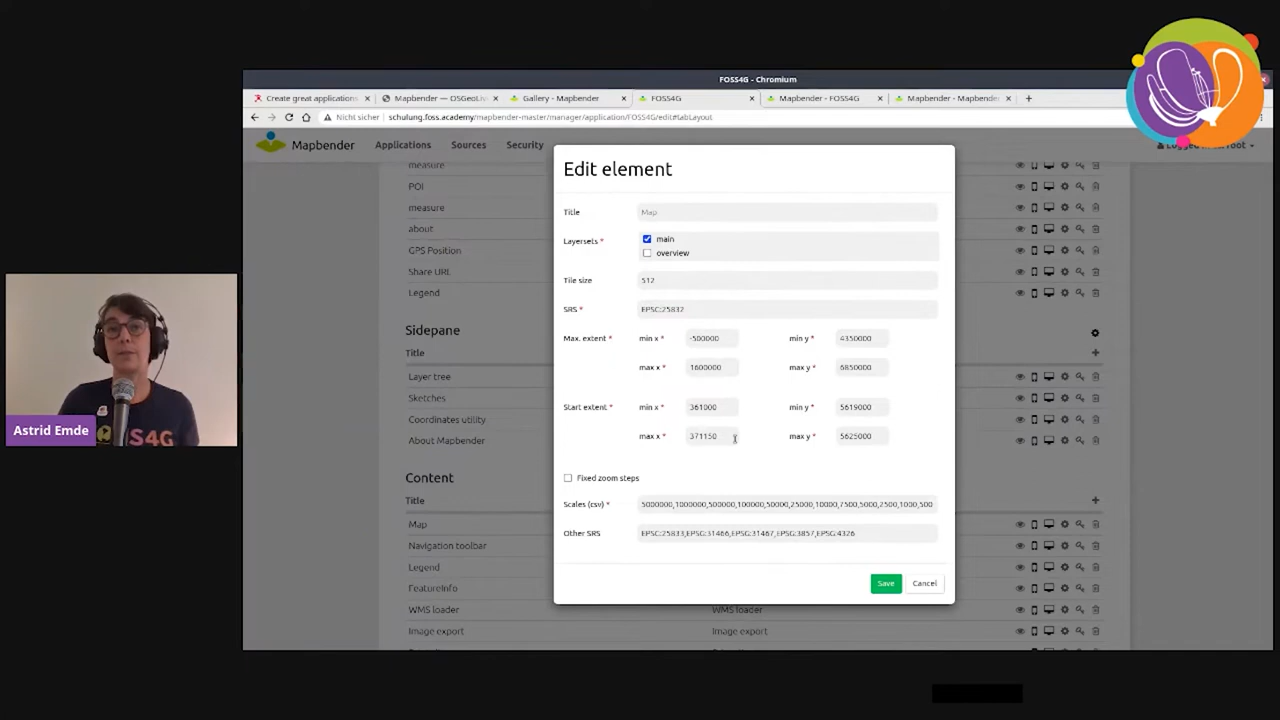 FOSS4G - Chromium
Create great applications
Mapbender — OSGeoLiv
Gallery - Mapbender
FOSS4G
Mapbender - FOSS4G
Mapbender - Mapbende
Nicht sicher schulung.foss.academy/mapbender-master/manager/application/FOSS4G/edit#tabLayout
Mapbender Applications Sources Security
root
measure
POI
measure
about
GPS Position
Share URL
Legend
Sidepane
Title
Layer tree
Sketches
Coordinates utility
About Mapbender
Content
Title
Map
Navigation toolbar
Legend
FeatureInfo
WMS loader WMS loader
Image export Image export
Edit element
Title Map
Layersets * main
overview
Tile size 512
SRS * EPSG:25832
Max. extent * min x * -500000 min y * 4350000
max x * 1600000 max y * 6850000
Start extent * min x * 361000 min y * 5619000
max x * 371150 max y * 5625000
Fixed zoom steps
Scales (csv) * 5000000,1000000,500000,100000,50000,25000,10000,7500,5000,2500,1000,500
Other SRS EPSG:25833,EPSG:31466,EPSG:31467,EPSG:3857,EPSG:4326
Save Cancel
S4G
Astrid Emde